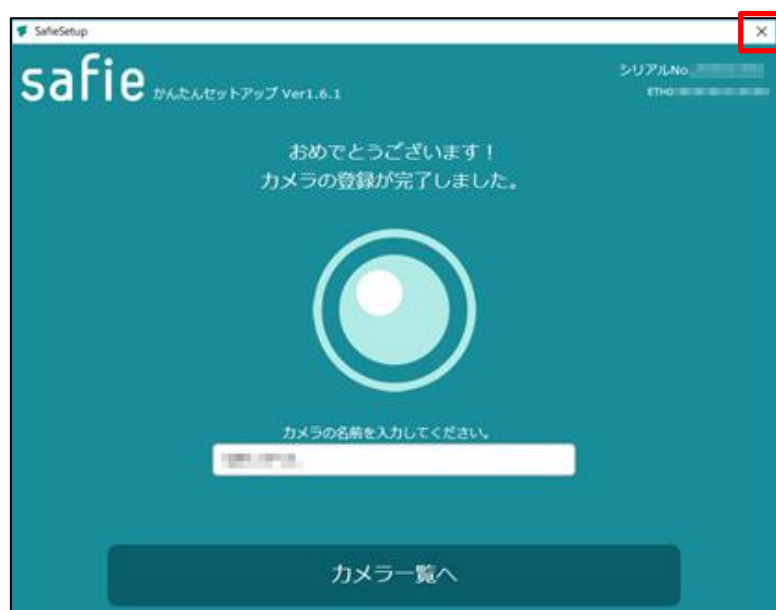 SafieSetup
safie かんたんセットアップ Ver1.6.1
シリアルNo
ETH0
おめでとうございます！
カメラの登録が完了しました。
カメラの名前を入力してください。
カメラ一覧へ